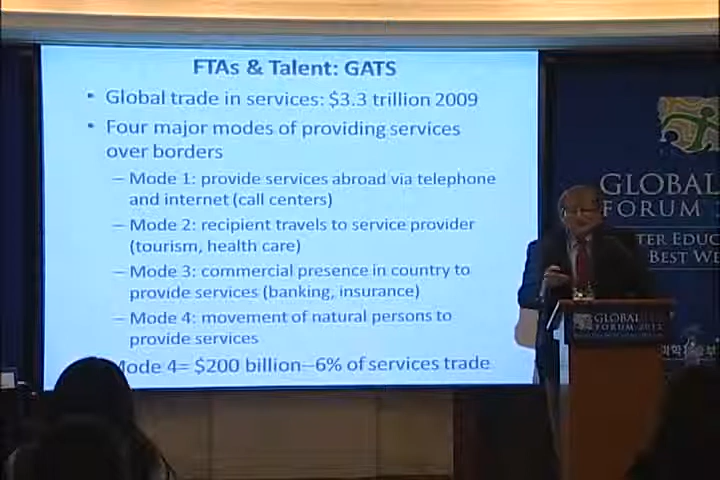 FTAs & Talent: GATS
• Global trade in services: $3.3 trillion 2009
• Four major modes of providing services
over borders
– Mode 1: provide services abroad via telephone
and internet (call centers)
– Mode 2: recipient travels to service provider
(tourism, health care)
– Mode 3: commercial presence in country to
provide services (banking, insurance)
– Mode 4: movement of natural persons to
provide services
Mode 4= $200 billion—6% of services trade
GLOBAL
FORUM
TER EDUC
BEST WE
GLOBAL
FORUM 2012